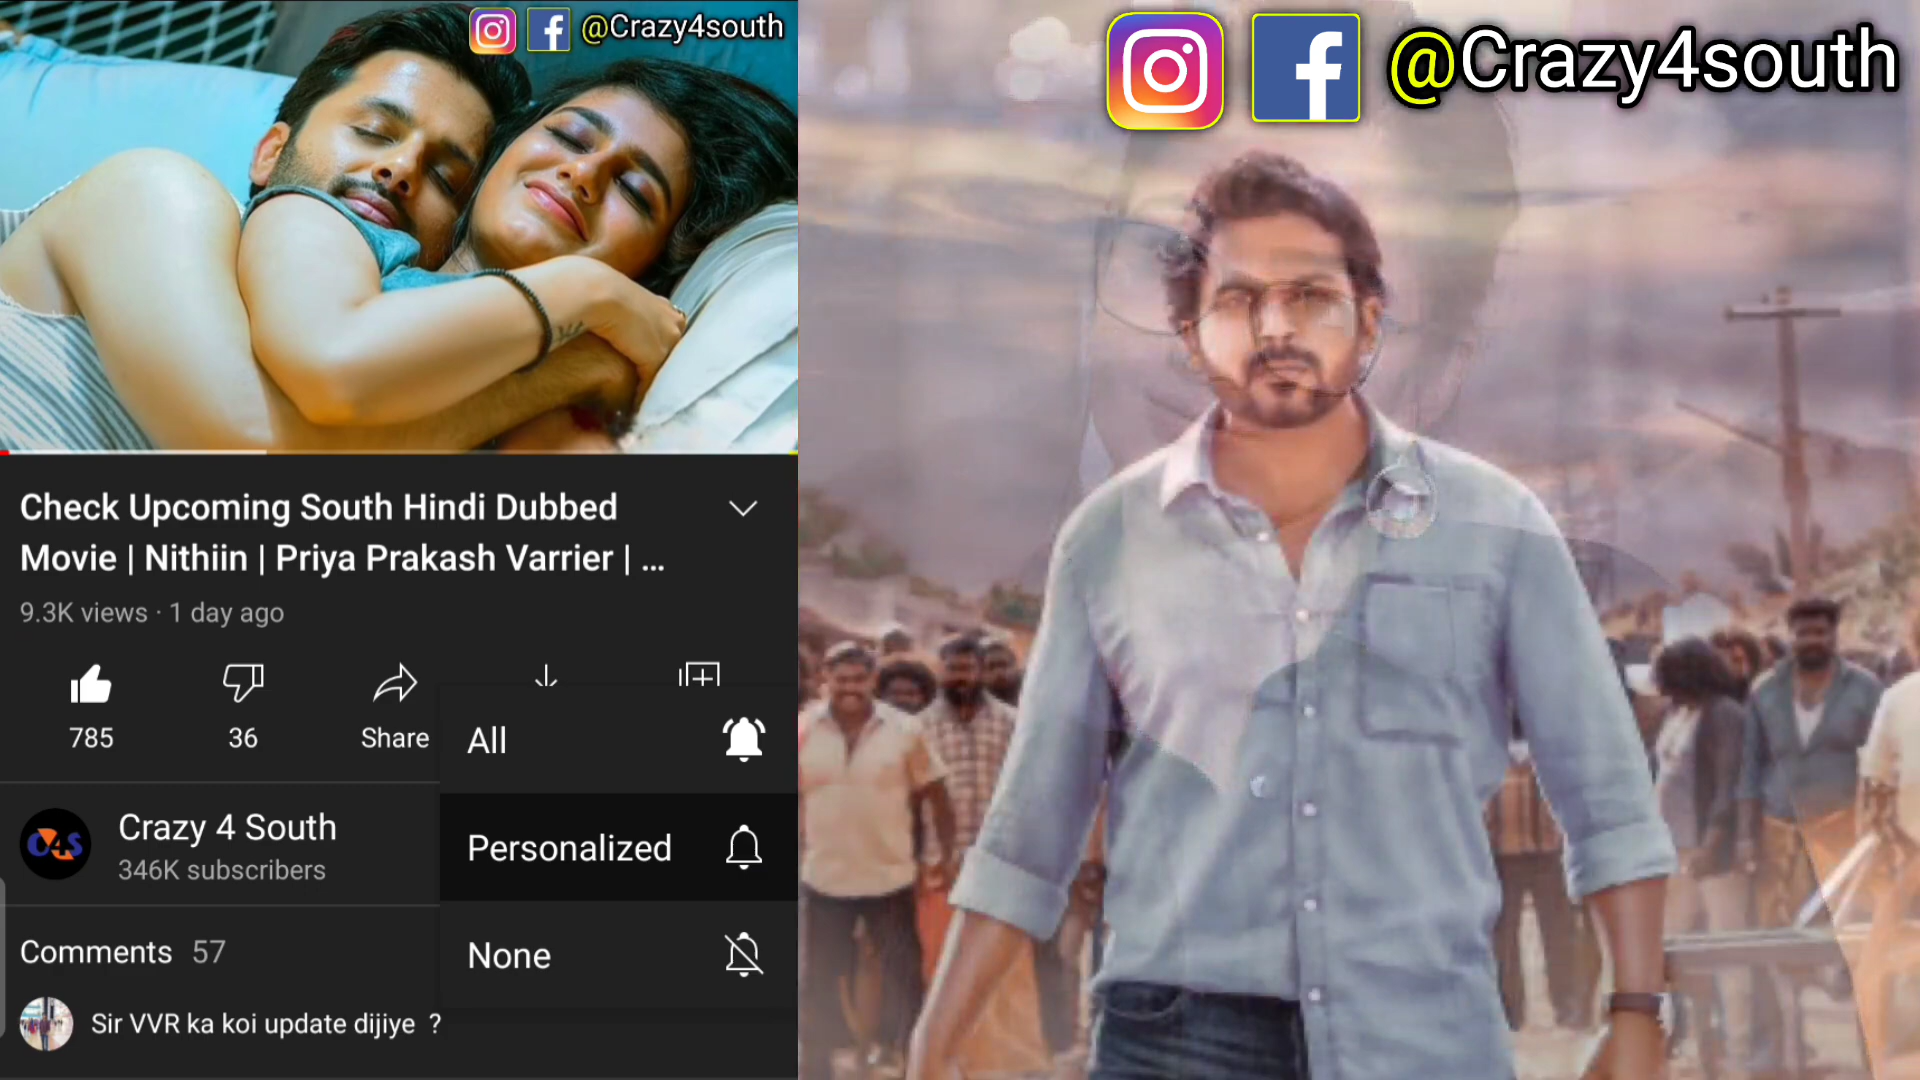 @Crazy4south
@Crazy4south
Check Upcoming South Hindi Dubbed
Movie | Nithiin | Priya Prakash Varrier | ...
9.3K views · 1 day ago
785
36
Share
All
Personalized
None
Crazy 4 South
346K subscribers
C4S
Comments 57
Sir VVR ka koi update dijiye ?